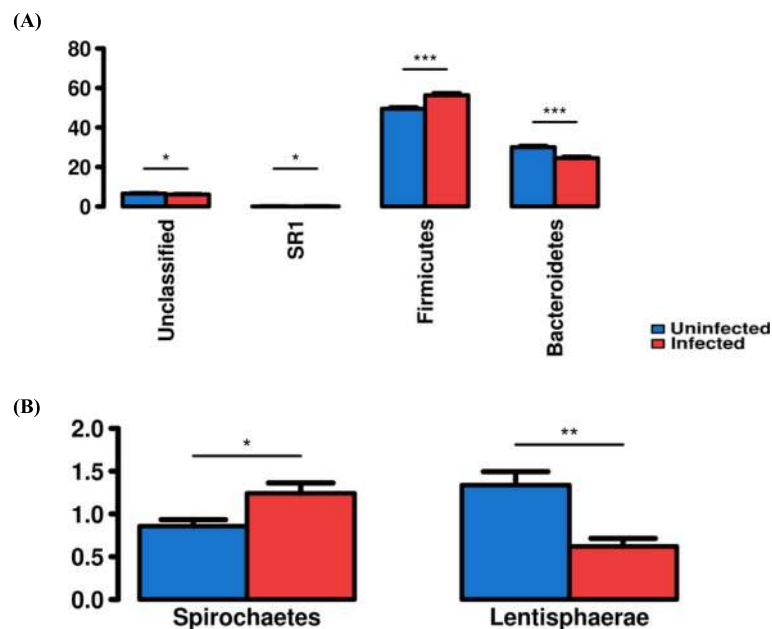 (A)
80
60
40
20
0
*
*
***
***
Unclassified
SR1
Firmicutes
Bacteroidetes
Uninfected
Infected
(B)
2.0
1.5
1.0
0.5
0.0
*
**
Spirochaetes
Lentisphaerae